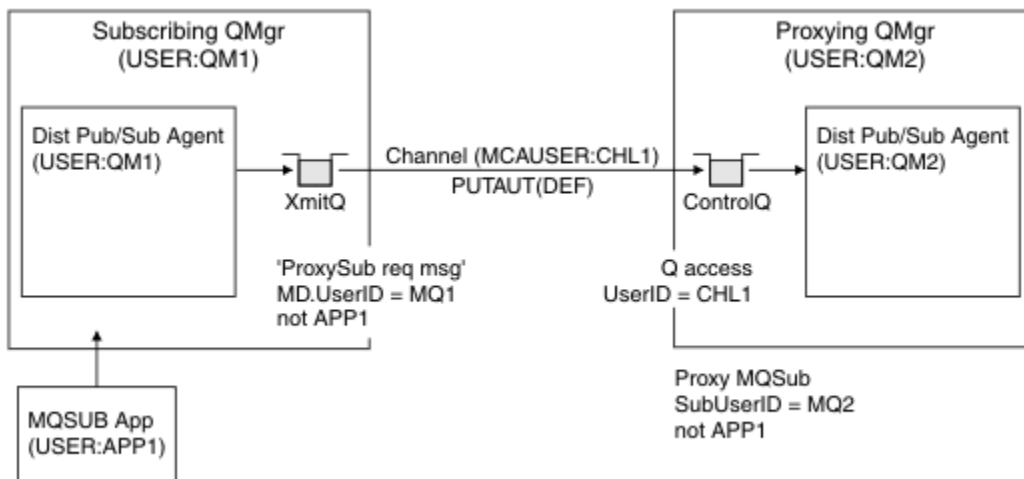 Subscribing QMgr
(USER:QM1)
Proxying QMgr
(USER:QM2)
Dist Pub/Sub Agent
(USER:QM1)
XmitQ
Channel (MCAUSER:CHL1)
PUTAUT(DEF)
ControlQ
Dist Pub/Sub Agent
(USER:QM2)
'ProxySub req msg'
MD.UserID = MQ1
not APP1
Q access
UserID = CHL1
MQSUB App
(USER:APP1)
Proxy MQSub
SubUserID = MQ2
not APP1